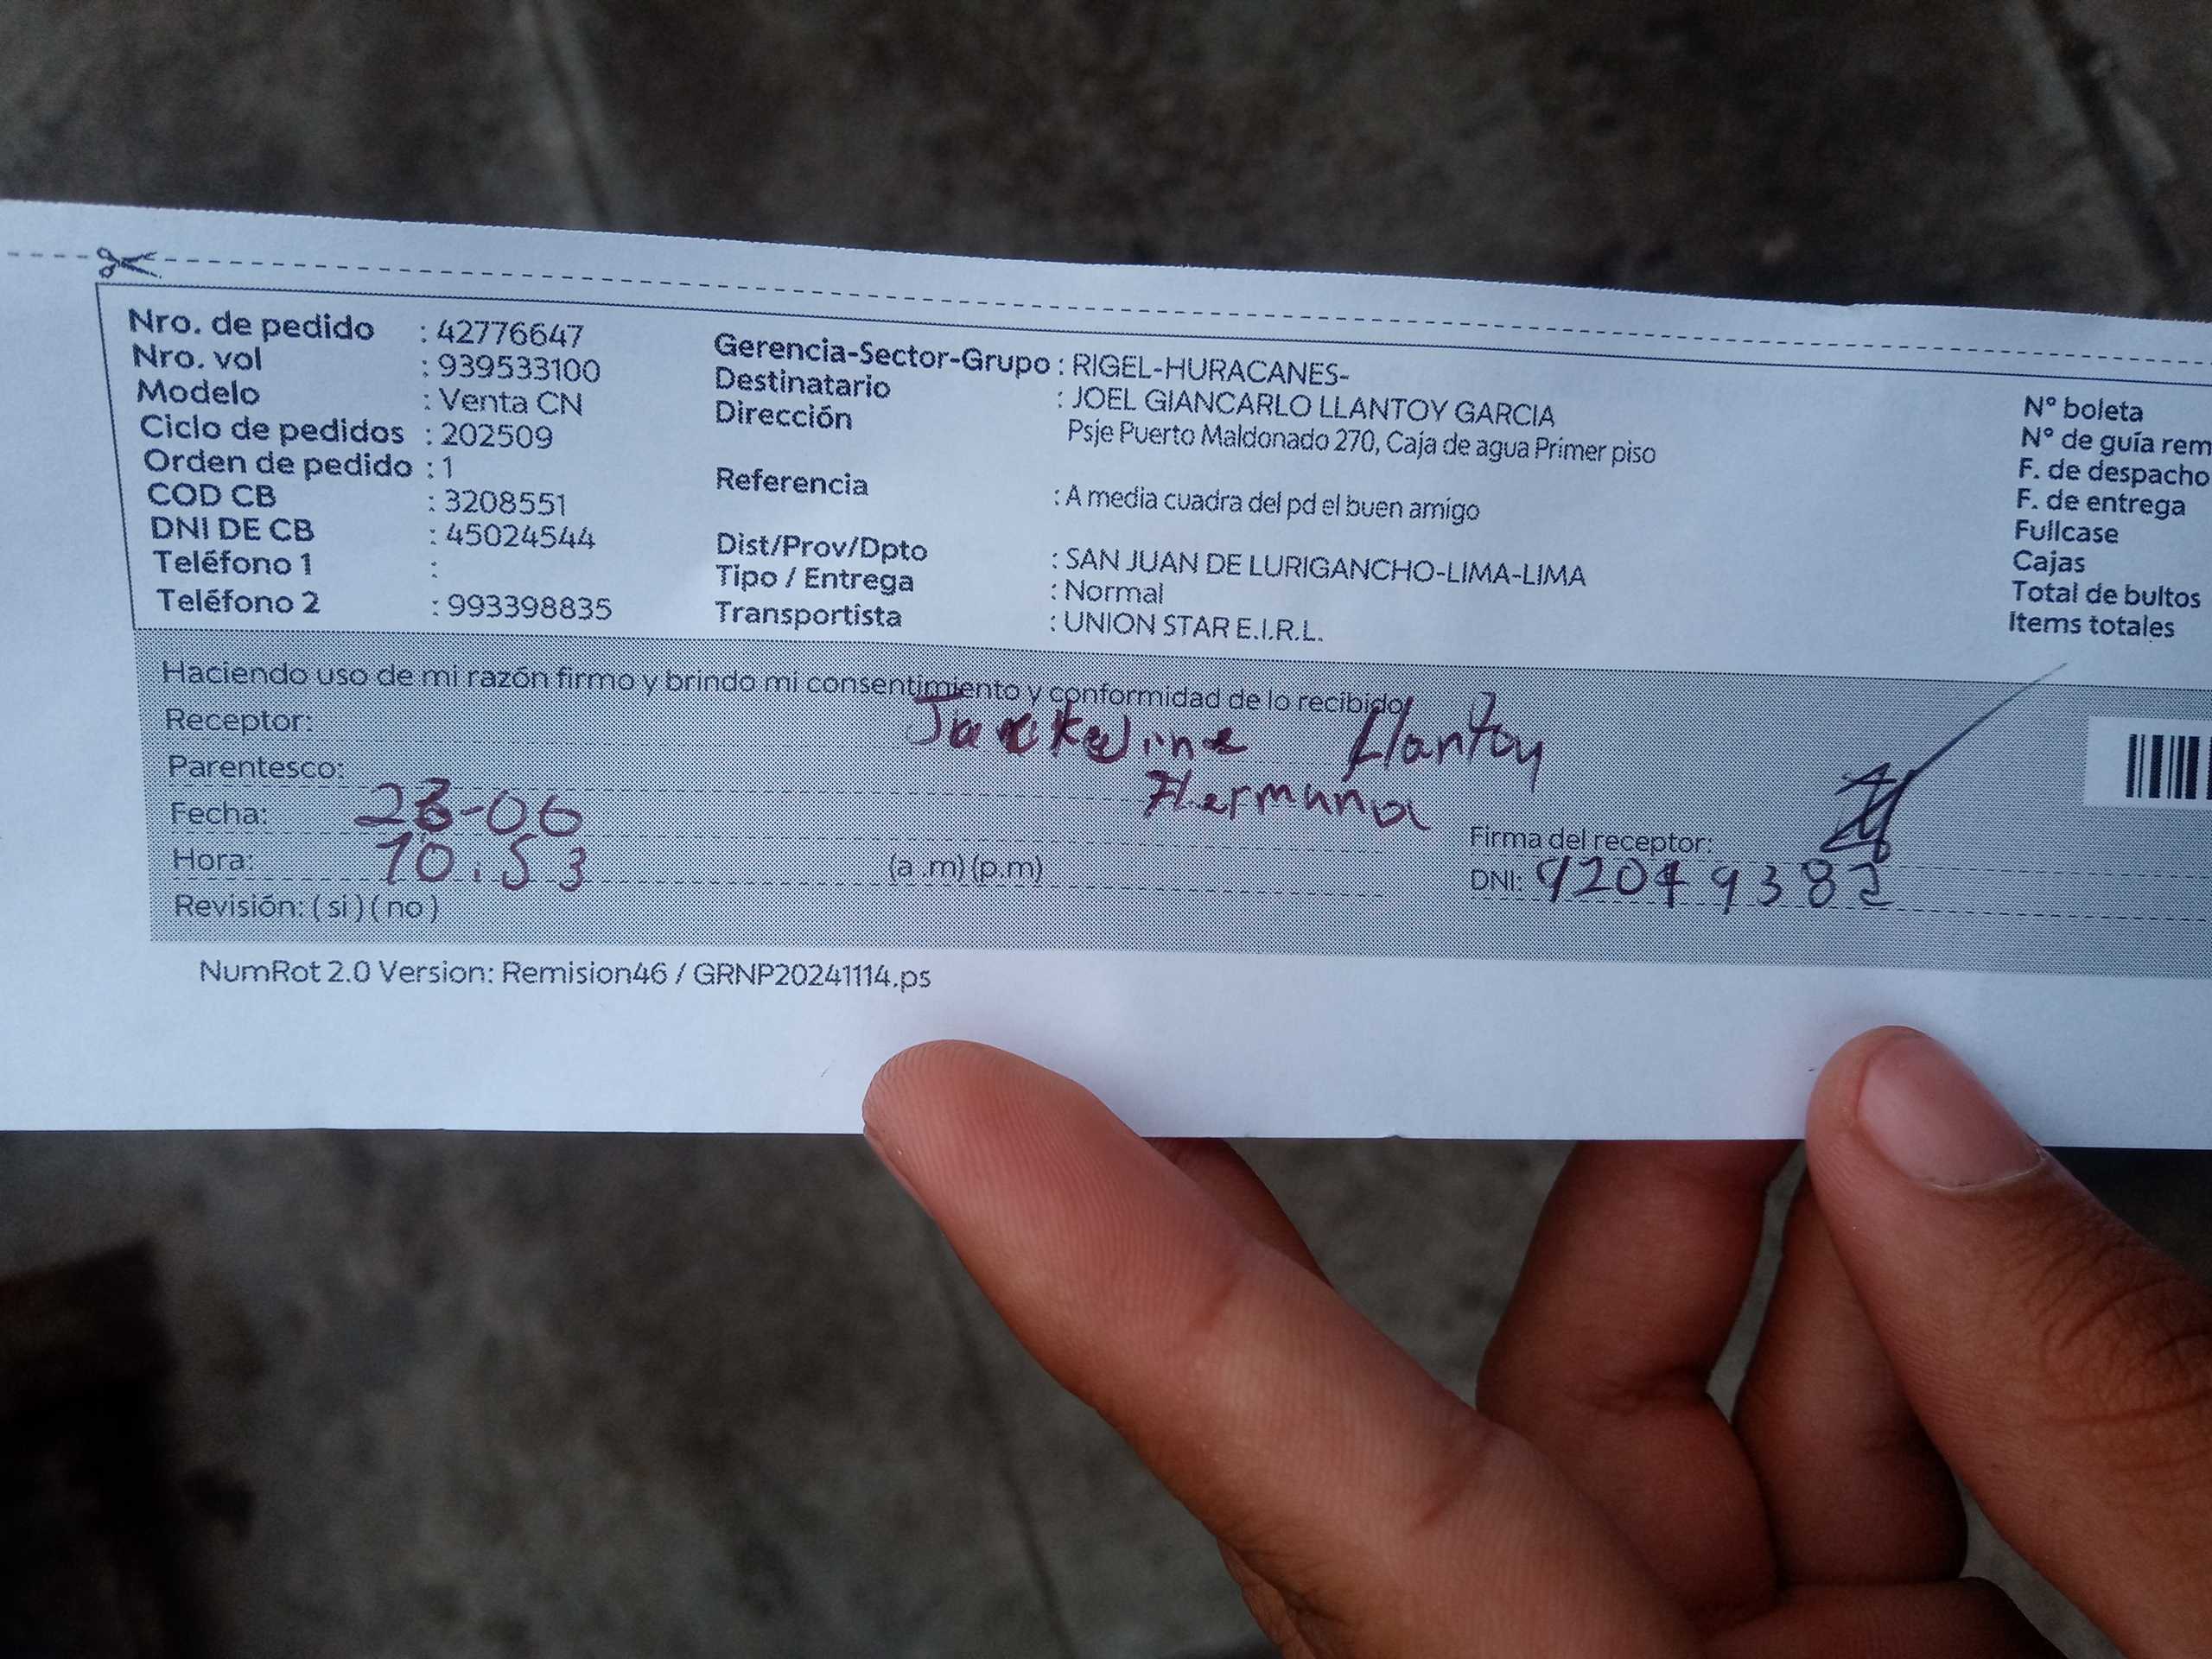 Nro. de pedido : 42776647
Nro. vol : 939533100
Modelo : Venta CN
Ciclo de pedidos : 202509
Orden de pedido : 1
COD CB : 3208551
DNI DE CB : 45024544
Teléfono 1 :
Teléfono 2 : 993398835
Gerencia-Sector-Grupo : RIGEL-HURACANES-
Destinatario : JOEL GIANCARLO LLANTOY GARCIA
Dirección Psje Puerto Maldonado 270, Caja de agua Primer piso
Referencia : A media cuadra del pd el buen amigo
Dist/Prov/Dpto : SAN JUAN DE LURIGANCHO-LIMA-LIMA
Tipo / Entrega : Normal
Transportista : UNION STAR E.I.R.L.
N° boleta
N° de guía rem
F. de despacho
F. de entrega
Fullcase
Cajas
Total de bultos
Items totales
Haciendo uso de mi razón firmo y brindo mi consentimiento y conformidad de lo recibido
Receptor: Jackeline Llantoy
Parentesco: Hermana
Fecha: -06
Hora: 10:53 (a .m) (p.m)
Revisión: ( si ) ( no )
Firma del receptor:
DNI:
NumRot 2.0 Version: Remision46 / GRNP20241114.ps